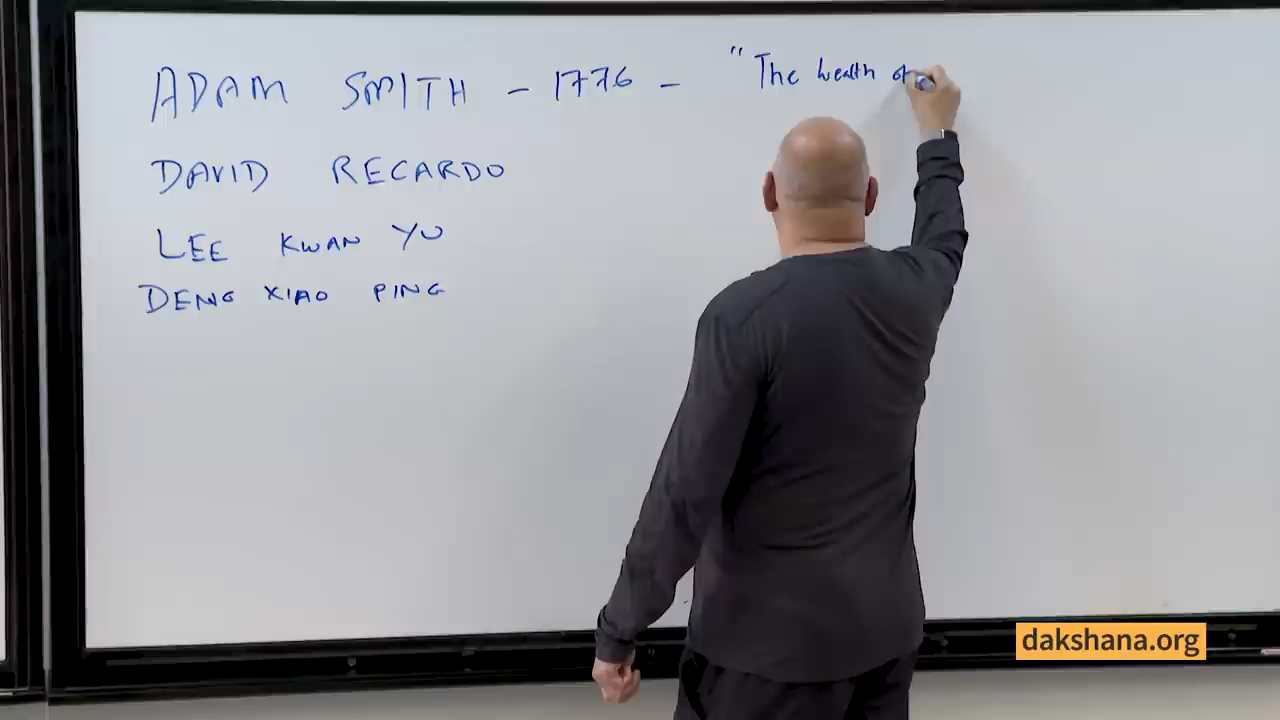 ADAM SMITH - 1776 - "The wealth of
DAVID RECARDO
LEE KWAN YU
DENG XIAO PING
dakshana.org